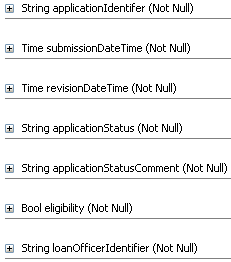 String applicationIdentifer (Not Null)
Time submissionDateTime (Not Null)
Time revisionDateTime (Not Null)
String applicationStatus (Not Null)
String applicationStatusComment (Not Null)
Bool eligibility (Not Null)
String loanOfficerIdentifier (Not Null)